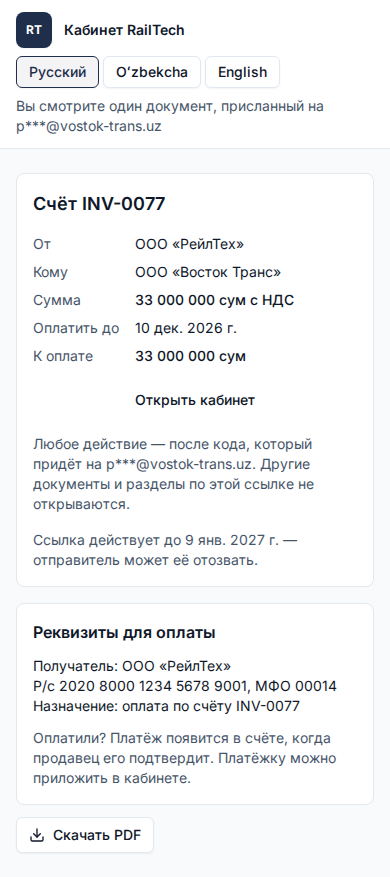 RT
Кабинет RailTech
Русский
Oʻzbekcha
English
Вы смотрите один документ, присланный на
p***@vostok-trans.uz
Счёт INV-0077
От
ООО «РейлТех»
Кому
ООО «Восток Транс»
Сумма
33 000 000 сум с НДС
Оплатить до
10 дек. 2026 г.
К оплате
33 000 000 сум
Открыть кабинет
Любое действие — после кода, который
придёт на p***@vostok-trans.uz. Другие
документы и разделы по этой ссылке не
открываются.
Ссылка действует до 9 янв. 2027 г. —
отправитель может её отозвать.
Реквизиты для оплаты
Получатель: ООО «РейлТех»
Р/с 2020 8000 1234 5678 9001, МФО 00014
Назначение: оплата по счёту INV-0077
Оплатили? Платёж появится в счёте, когда
продавец его подтвердит. Платёжку можно
приложить в кабинете.
Скачать PDF